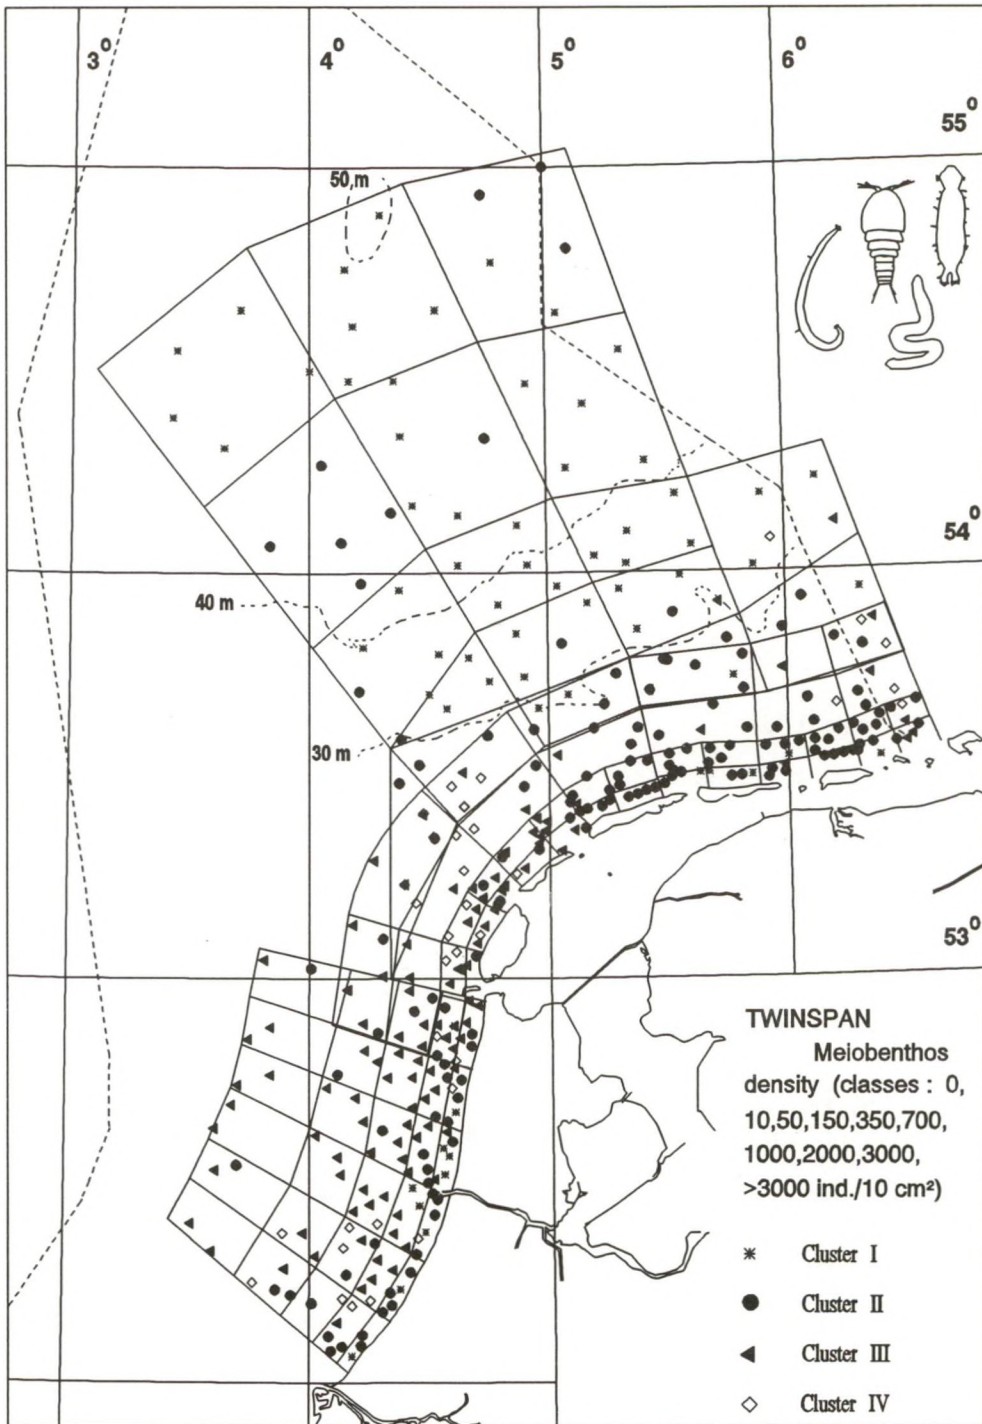 3° 4° 5° 6°
55°
50 m
54°
40 m
30 m
53°
TWINSPAN
Meiobenthos
density (classes : 0,
10,50,150,350,700,
1000,2000,3000,
>3000 ind./10 cm²)
Cluster I
Cluster II
Cluster III
Cluster IV